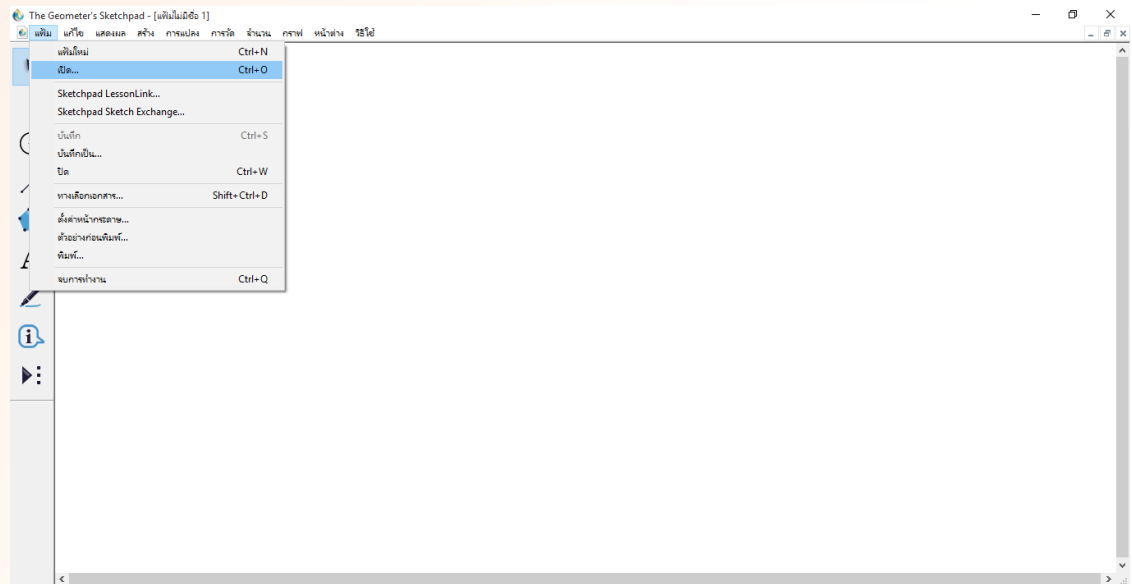 The Geometer's Sketchpad - [แฟ้มไม่มีชื่อ 1]
แฟ้ม แก้ไข แสดงผล สร้าง การแปลง การวัด จำนวน กราฟ หน้าต่าง วิธีใช้
แฟ้มใหม่ Ctrl+N
เปิด... Ctrl+O
Sketchpad LessonLink...
Sketchpad Sketch Exchange...
บันทึก Ctrl+S
บันทึกเป็น...
ปิด Ctrl+W
ทางเลือกเอกสาร... Shift+Ctrl+D
ตั้งค่าหน้ากระดาษ...
ตัวอย่างก่อนพิมพ์...
พิมพ์...
จบการทำงาน Ctrl+Q